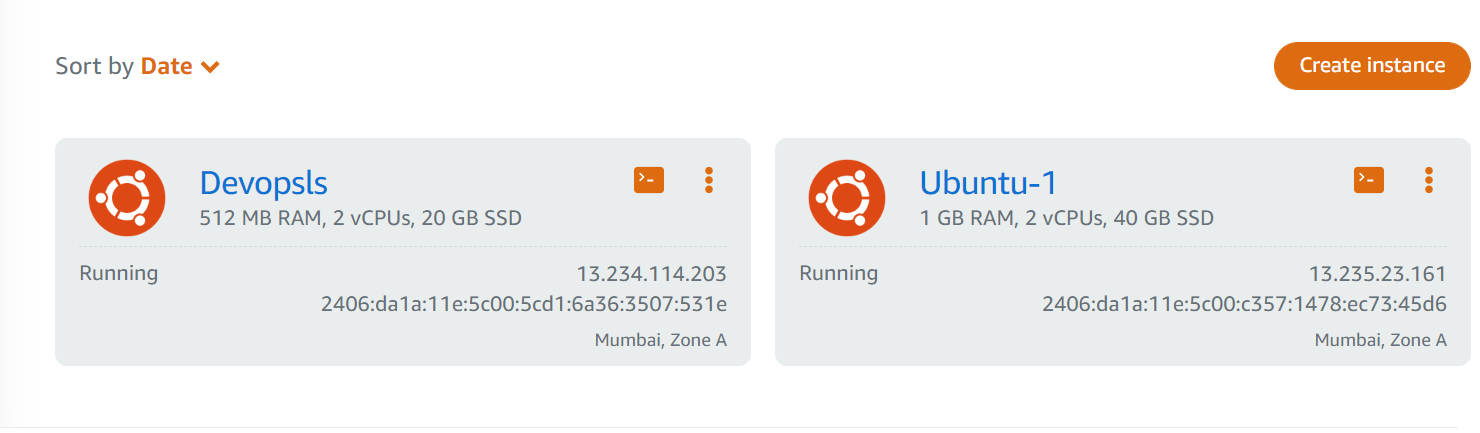 Sort by Date
Create instance
Devopsls
512 MB RAM, 2 vCPUs, 20 GB SSD
Running
13.234.114.203
2406:da1a:11e:5c00:5cd1:6a36:3507:531e
Mumbai, Zone A
Ubuntu-1
1 GB RAM, 2 vCPUs, 40 GB SSD
Running
13.235.23.161
2406:da1a:11e:5c00:c357:1478:ec73:45d6
Mumbai, Zone A